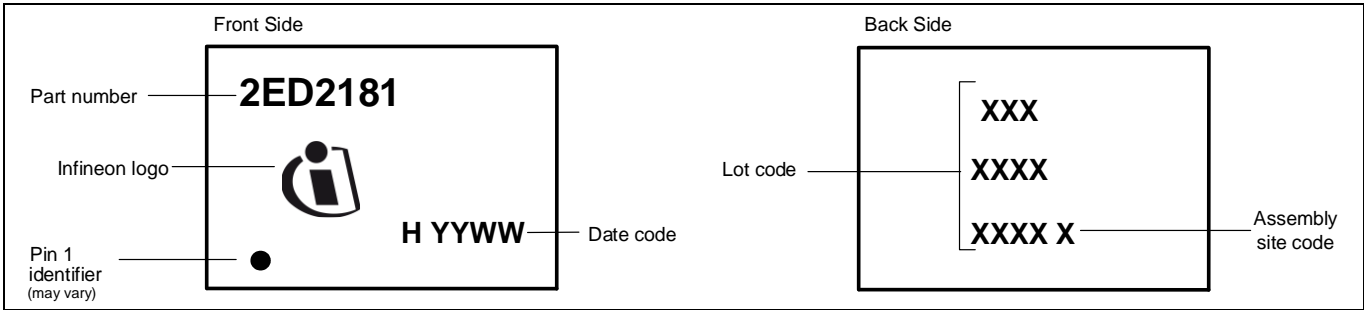 Front Side
Part number
2ED2181
Infineon logo
H YYWW
Date code
Pin 1
identifier
(may vary)
Back Side
XXX
Lot code
XXXX
XXXX X
Assembly
site code